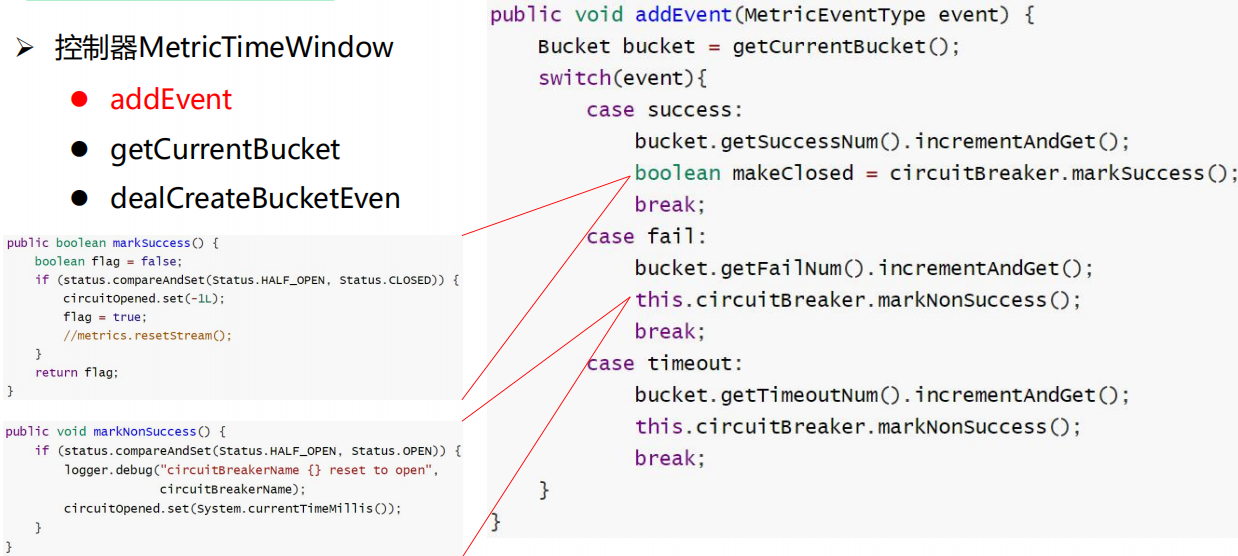 控制器MetricTimeWindow
addEvent
getCurrentBucket
dealCreateBucketEven
public boolean markSuccess() {
    boolean flag = false;
    if (status.compareAndSet(Status.HALF_OPEN, Status.CLOSED)) {
        circuitOpened.set(-1L);
        flag = true;
        //metrics.resetStream();
    }
    return flag;
}
public void markNonSuccess() {
    if (status.compareAndSet(Status.HALF_OPEN, Status.OPEN)) {
        logger.debug("circuitBreakerName {} reset to open",
                     circuitBreakerName);
        circuitOpened.set(System.currentTimeMillis());
    }
}
public void addEvent(MetricEventType event) {
    Bucket bucket = getCurrentBucket();
    switch(event){
        case success:
            bucket.getSuccessNum().incrementAndGet();
            boolean makeClosed = circuitBreaker.markSuccess();
            break;
        case fail:
            bucket.getFailNum().incrementAndGet();
            this.circuitBreaker.markNonSuccess();
            break;
        case timeout:
            bucket.getTimeoutNum().incrementAndGet();
            this.circuitBreaker.markNonSuccess();
            break;
    }
}